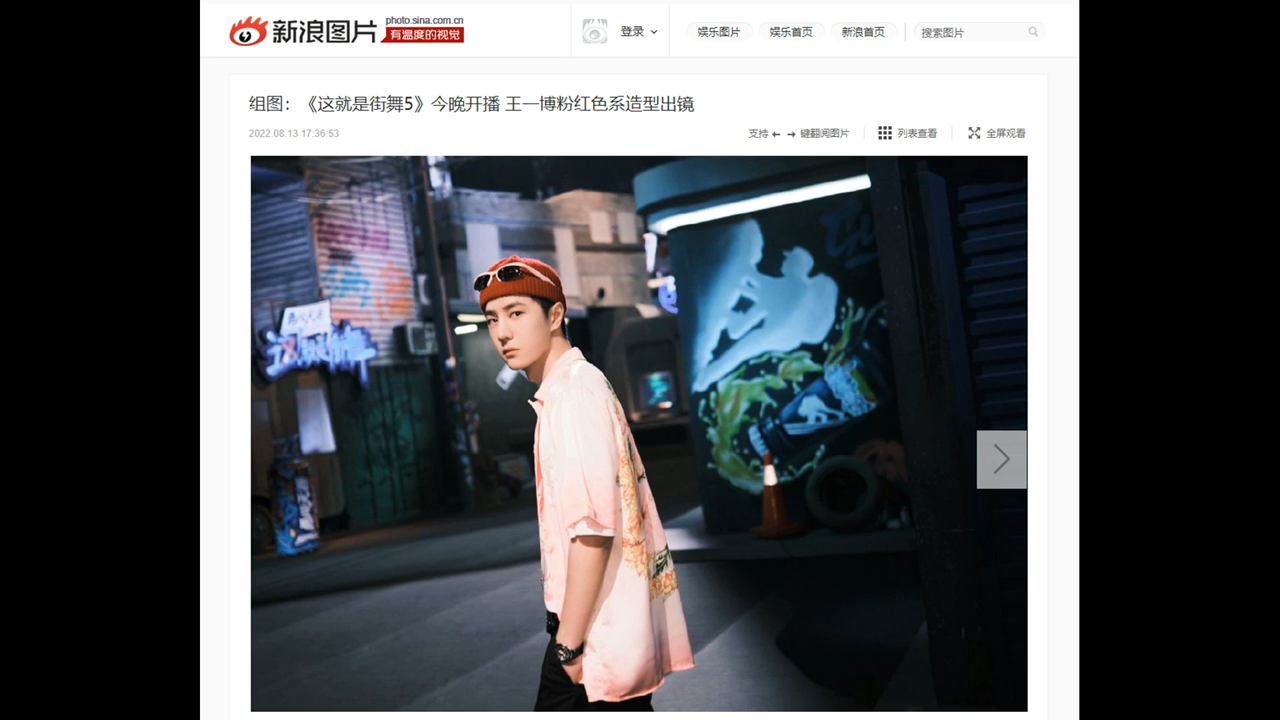 新浪图片
photo.sina.com.cn
有温度的视觉
登录
娱乐图片
娱乐首页
新浪首页
搜索图片
组图：《这就是街舞5》今晚开播 王一博粉红色系造型出镜
2022.08.13 17:36:53
支持 ← → 键翻阅图片
列表查看
全屏观看